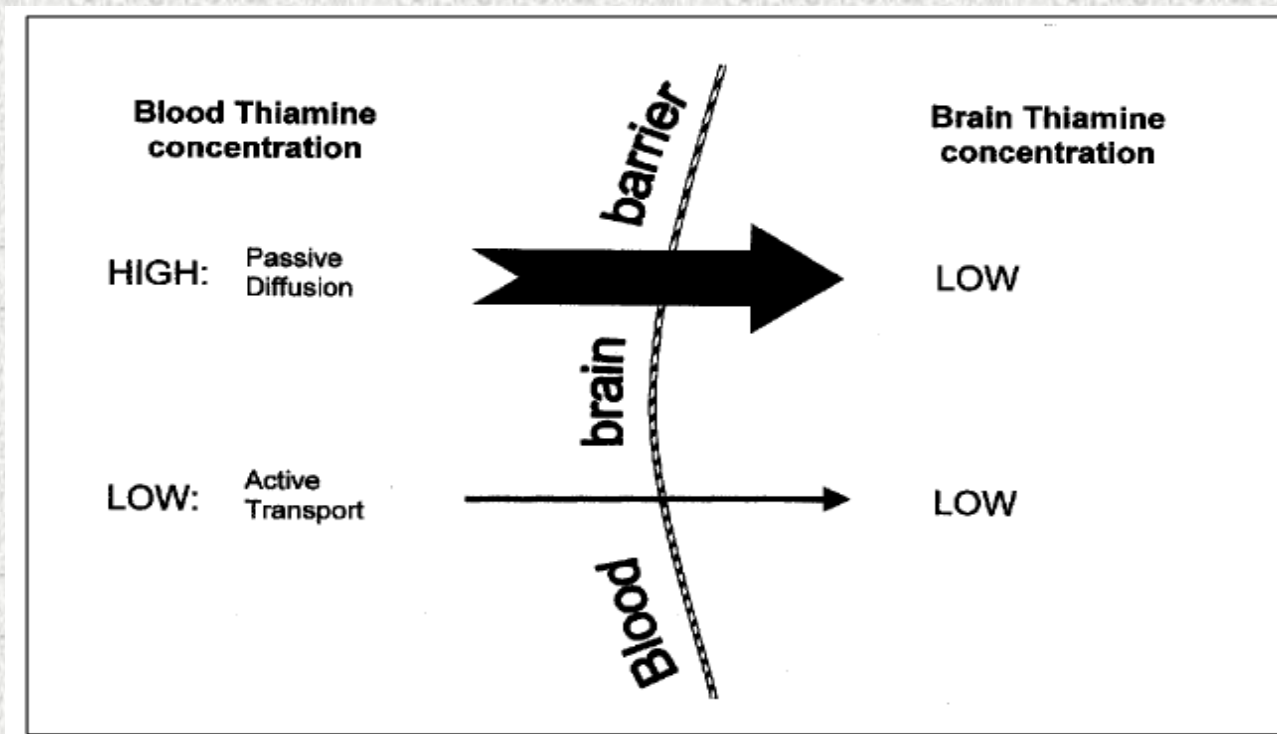 Blood Thiamine
concentration
Brain Thiamine
concentration
HIGH:
Passive
Diffusion
LOW
LOW:
Active
Transport
LOW
Blood
brain
barrier